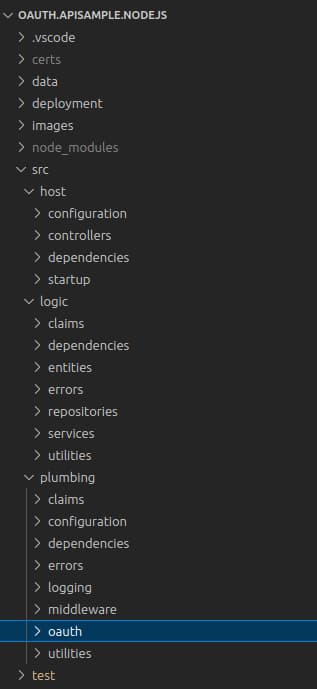 OAUTH.APISAMPLE.NODEJS
.vscode
certs
data
deployment
images
node_modules
src
host
configuration
controllers
dependencies
startup
logic
claims
dependencies
entities
errors
repositories
services
utilities
plumbing
claims
configuration
dependencies
errors
logging
middleware
oauth
utilities
test